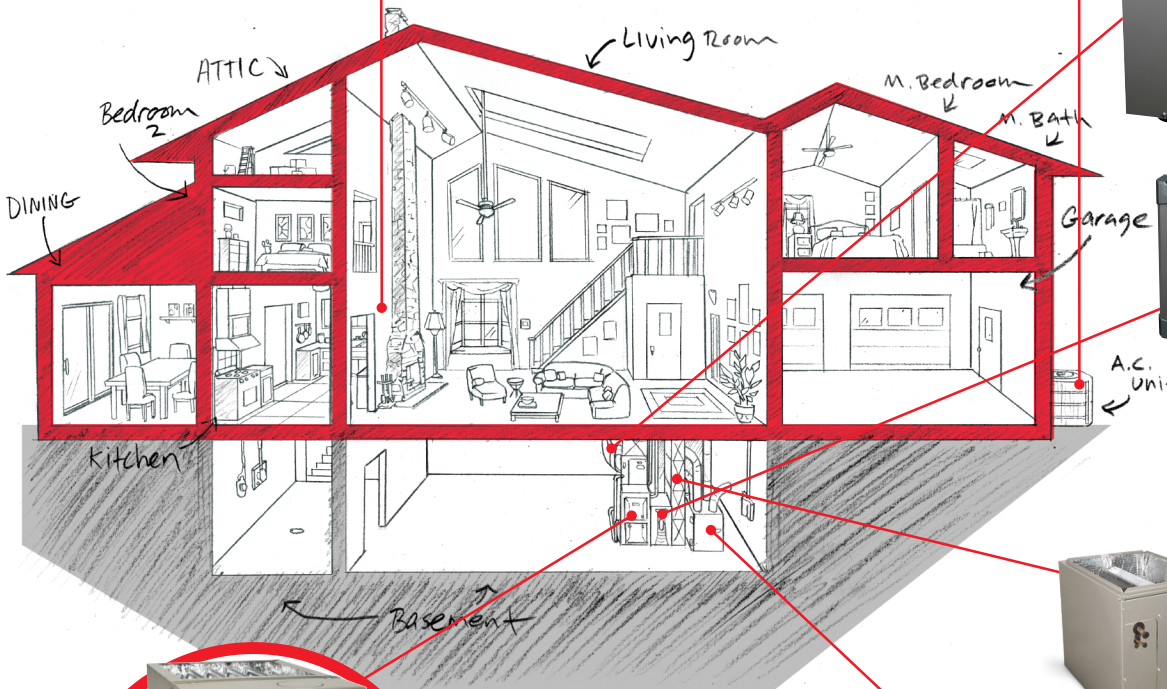 Living Room
ATTIC
M. Bedroom
Bedroom
2
M. Bath
DINING
Garage
A.C.
Kitchen
Basement